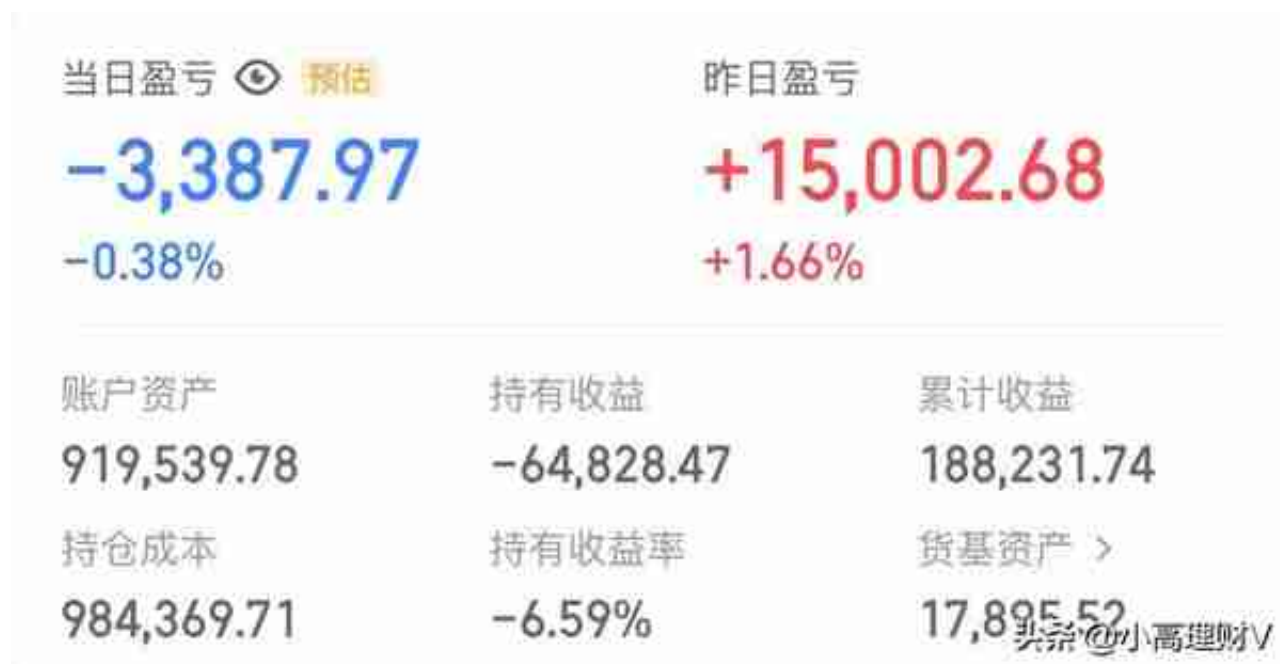 当日盈亏 预估 昨日盈亏
-3,387.97 +15,002.68
-0.38% +1.66%
账户资产 持有收益 累计收益
919,539.78 -64,828.47 188,231.74
持仓成本 持有收益率 货基资产 >
984,369.71 -6.59% 17,895.52
头条 @小高理财V